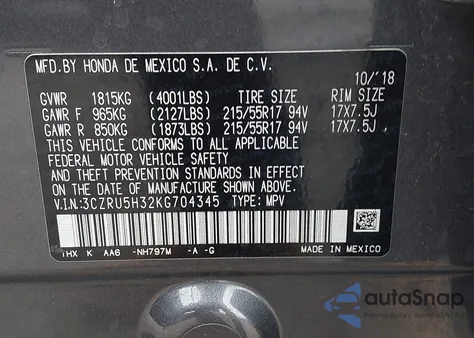 MFD.BY HONDA DE MEXICO S.A. DE C.V.
10/'18
GVWR 1815KG (4001LBS) TIRE SIZE RIM SIZE
GAWR F 965KG (2127LBS) 215/55R17 94V 17X7.5J
GAWR R 850KG (1873LBS) 215/55R17 94V 17X7.5J
THIS VEHICLE CONFORMS TO ALL APPLICABLE
FEDERAL MOTOR VEHICLE SAFETY
AND THEFT PREVENTION STANDARDS IN EFFECT
ON THE DATE OF MANUFACTURE SHOWN ABOVE.
V.I.N:3CZRU5H32KG704345 TYPE: MPV
THX K AA6 -NH797M -A -G
MADE IN MEXICO
autoSnap